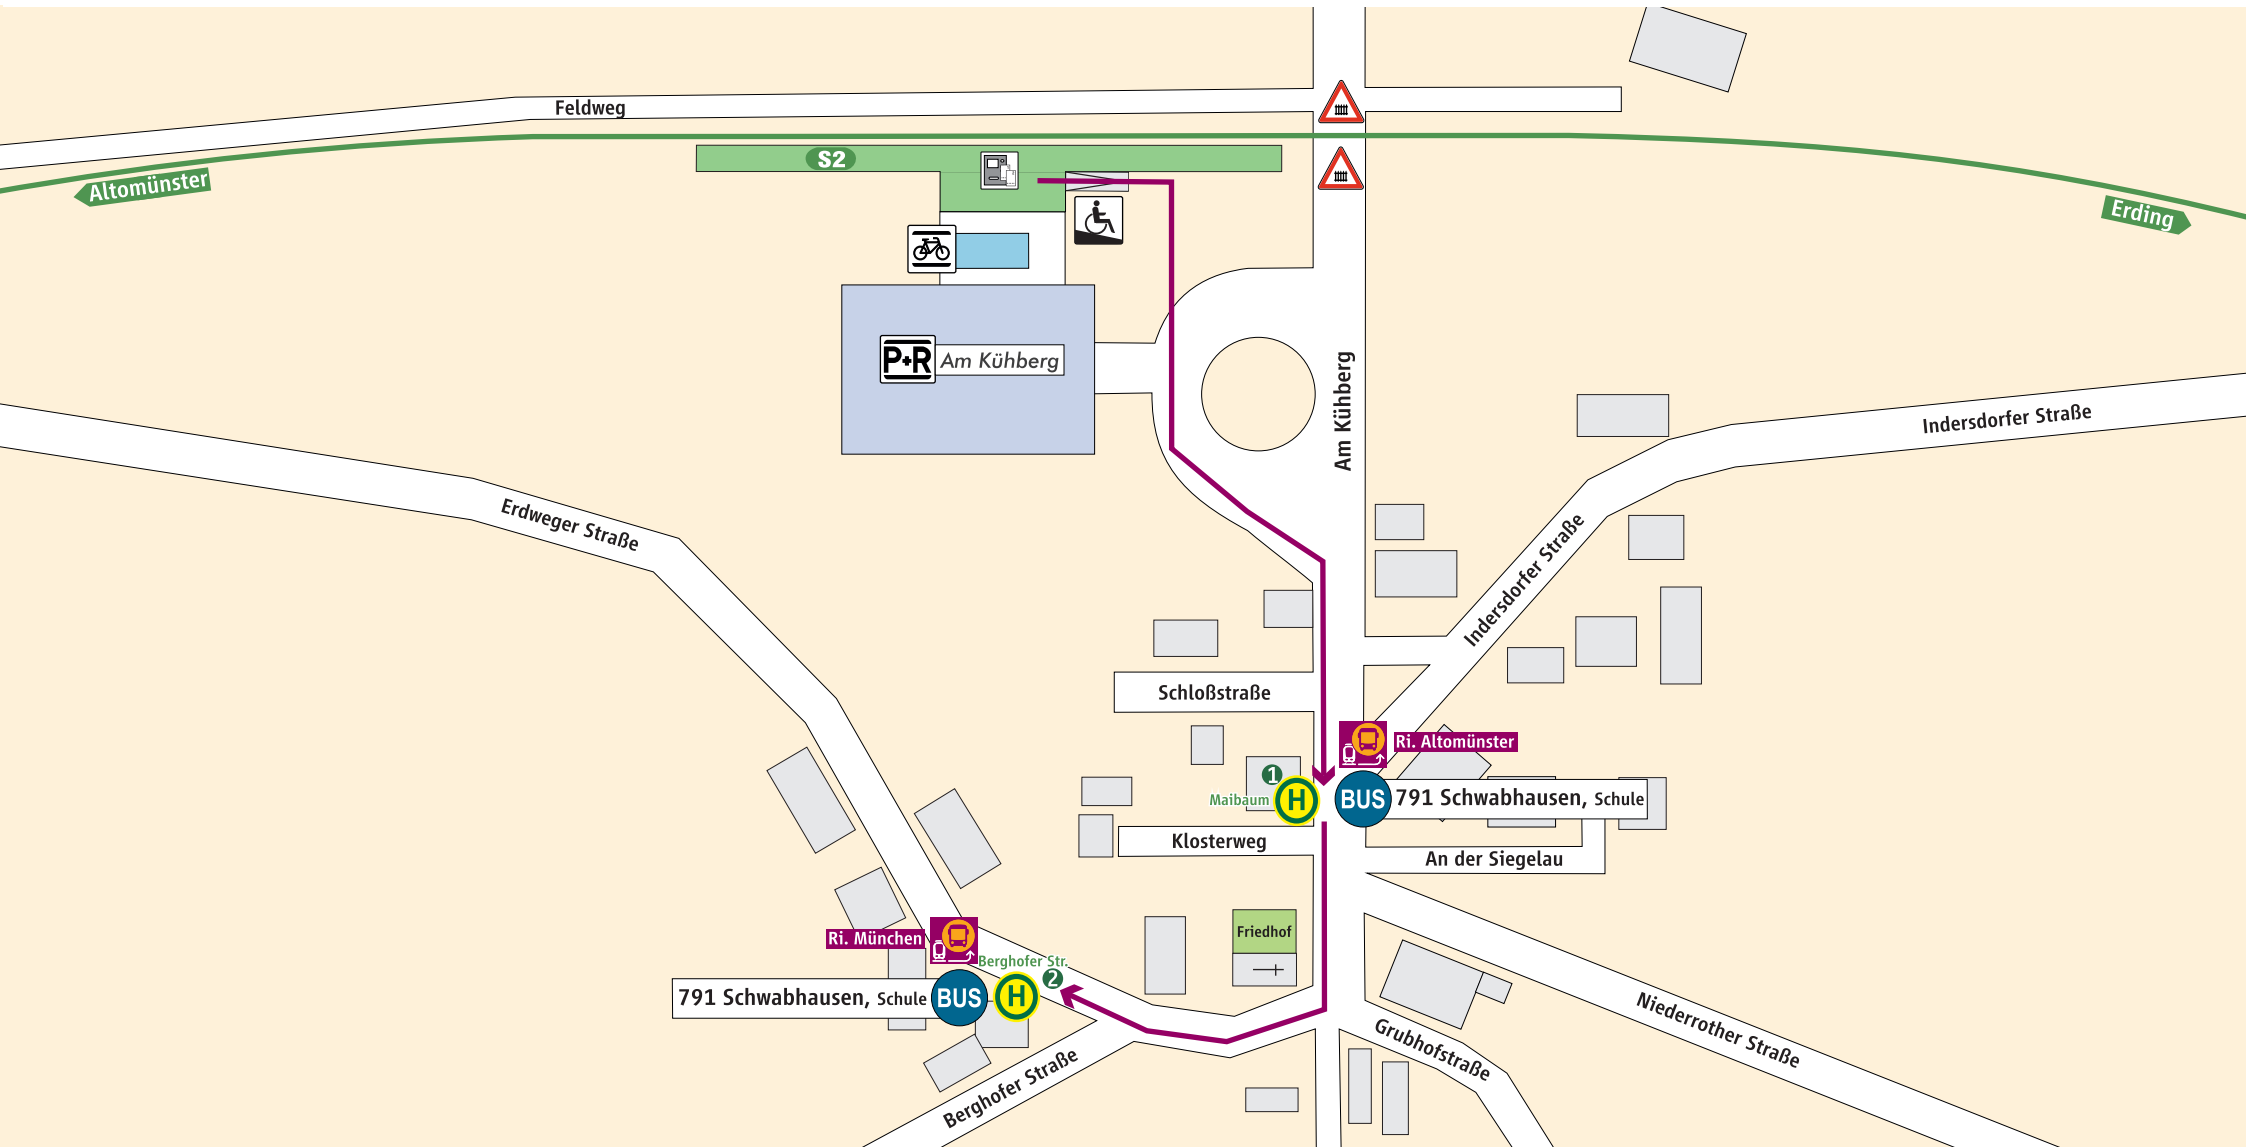 Feldweg
S2
Altomünster
Erding
P+R Am Kühberg
Am Kühberg
Indersdorfer Straße
Erdweger Straße
Indersdorfer Straße
Schloßstraße
Ri. Altomünster
1
Maibaum H
BUS 791 Schwabhausen, Schule
Klosterweg
An der Siegelau
Friedhof
Ri. München
Berghofer Str.
2
791 Schwabhausen, Schule BUS H
Niederrother Straße
Grubhofstraße
Berghofer Straße